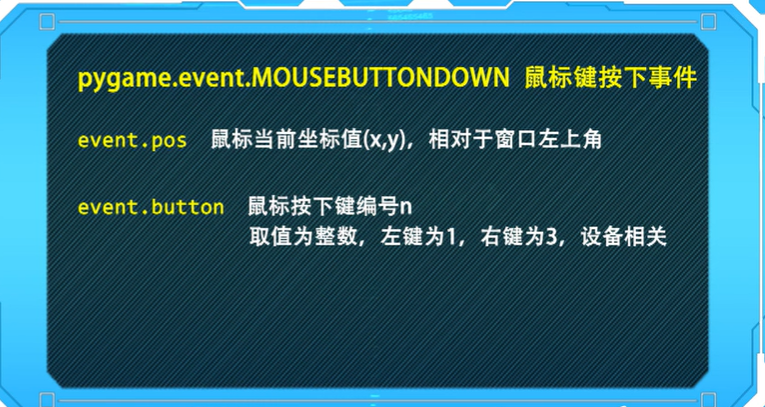 pygame.event.MOUSEBUTTONDOWN 鼠标键按下事件
event.pos 鼠标当前坐标值(x,y)，相对于窗口左上角
event.button 鼠标按下键编号n
取值为整数，左键为1，右键为3，设备相关